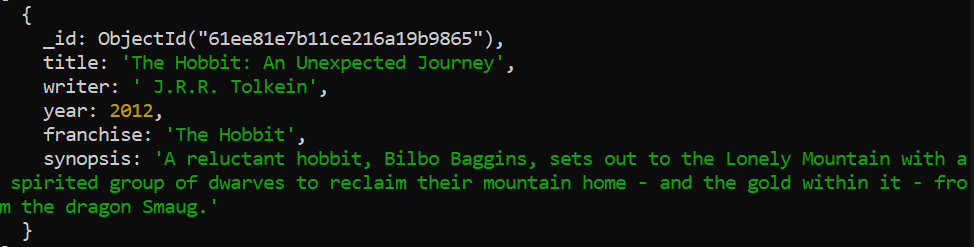 {
_id: ObjectId("61ee81e7b11ce216a19b9865"),
title: 'The Hobbit: An Unexpected Journey',
writer: ' J.R.R. Tolkein',
year: 2012,
franchise: 'The Hobbit',
synopsis: 'A reluctant hobbit, Bilbo Baggins, sets out to the Lonely Mountain with a
spirited group of dwarves to reclaim their mountain home - and the gold within it - fro
m the dragon Smaug.'
}